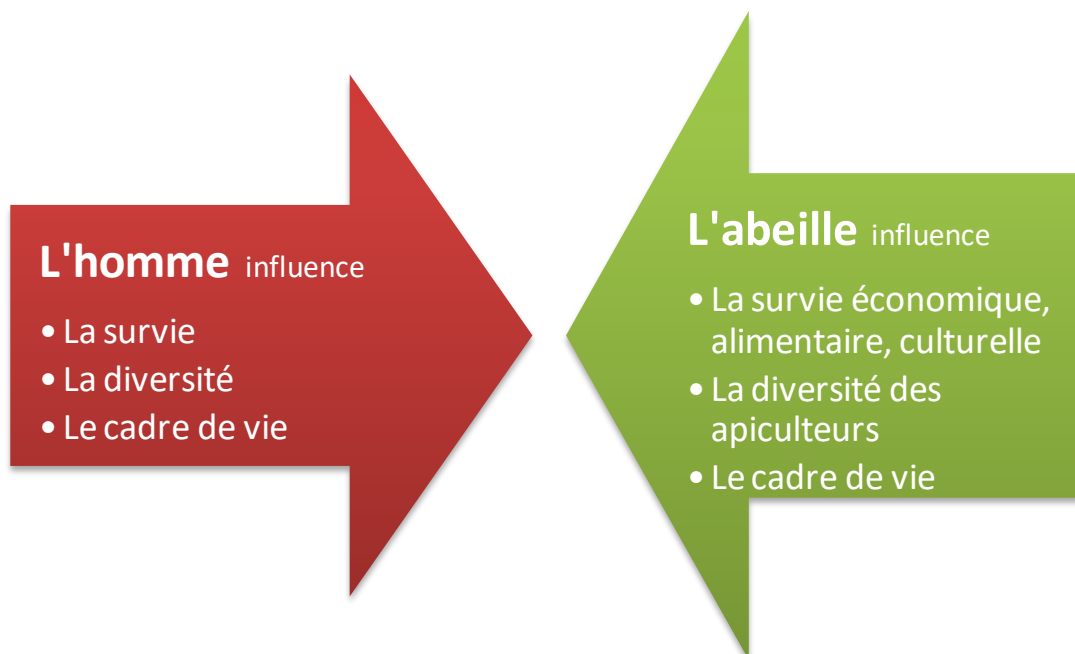 L'homme influence
• La survie
• La diversité
• Le cadre de vie
L'abeille influence
• La survie économique,
alimentaire, culturelle
• La diversité des
apiculteurs
• Le cadre de vie